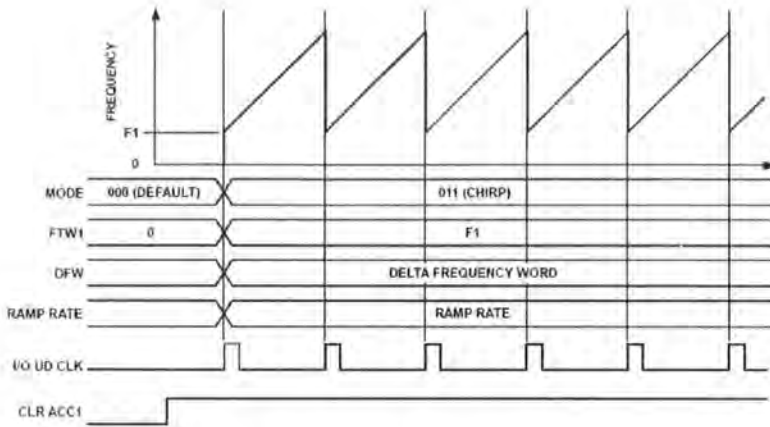 FREQUENCY
F1
0
MODE 000 (DEFAULT) 011 (CHIRP)
FTW1 0 F1
DFW DELTA FREQUENCY WORD
RAMP RATE RAMP RATE
I/O UD CLK
CLR ACC1